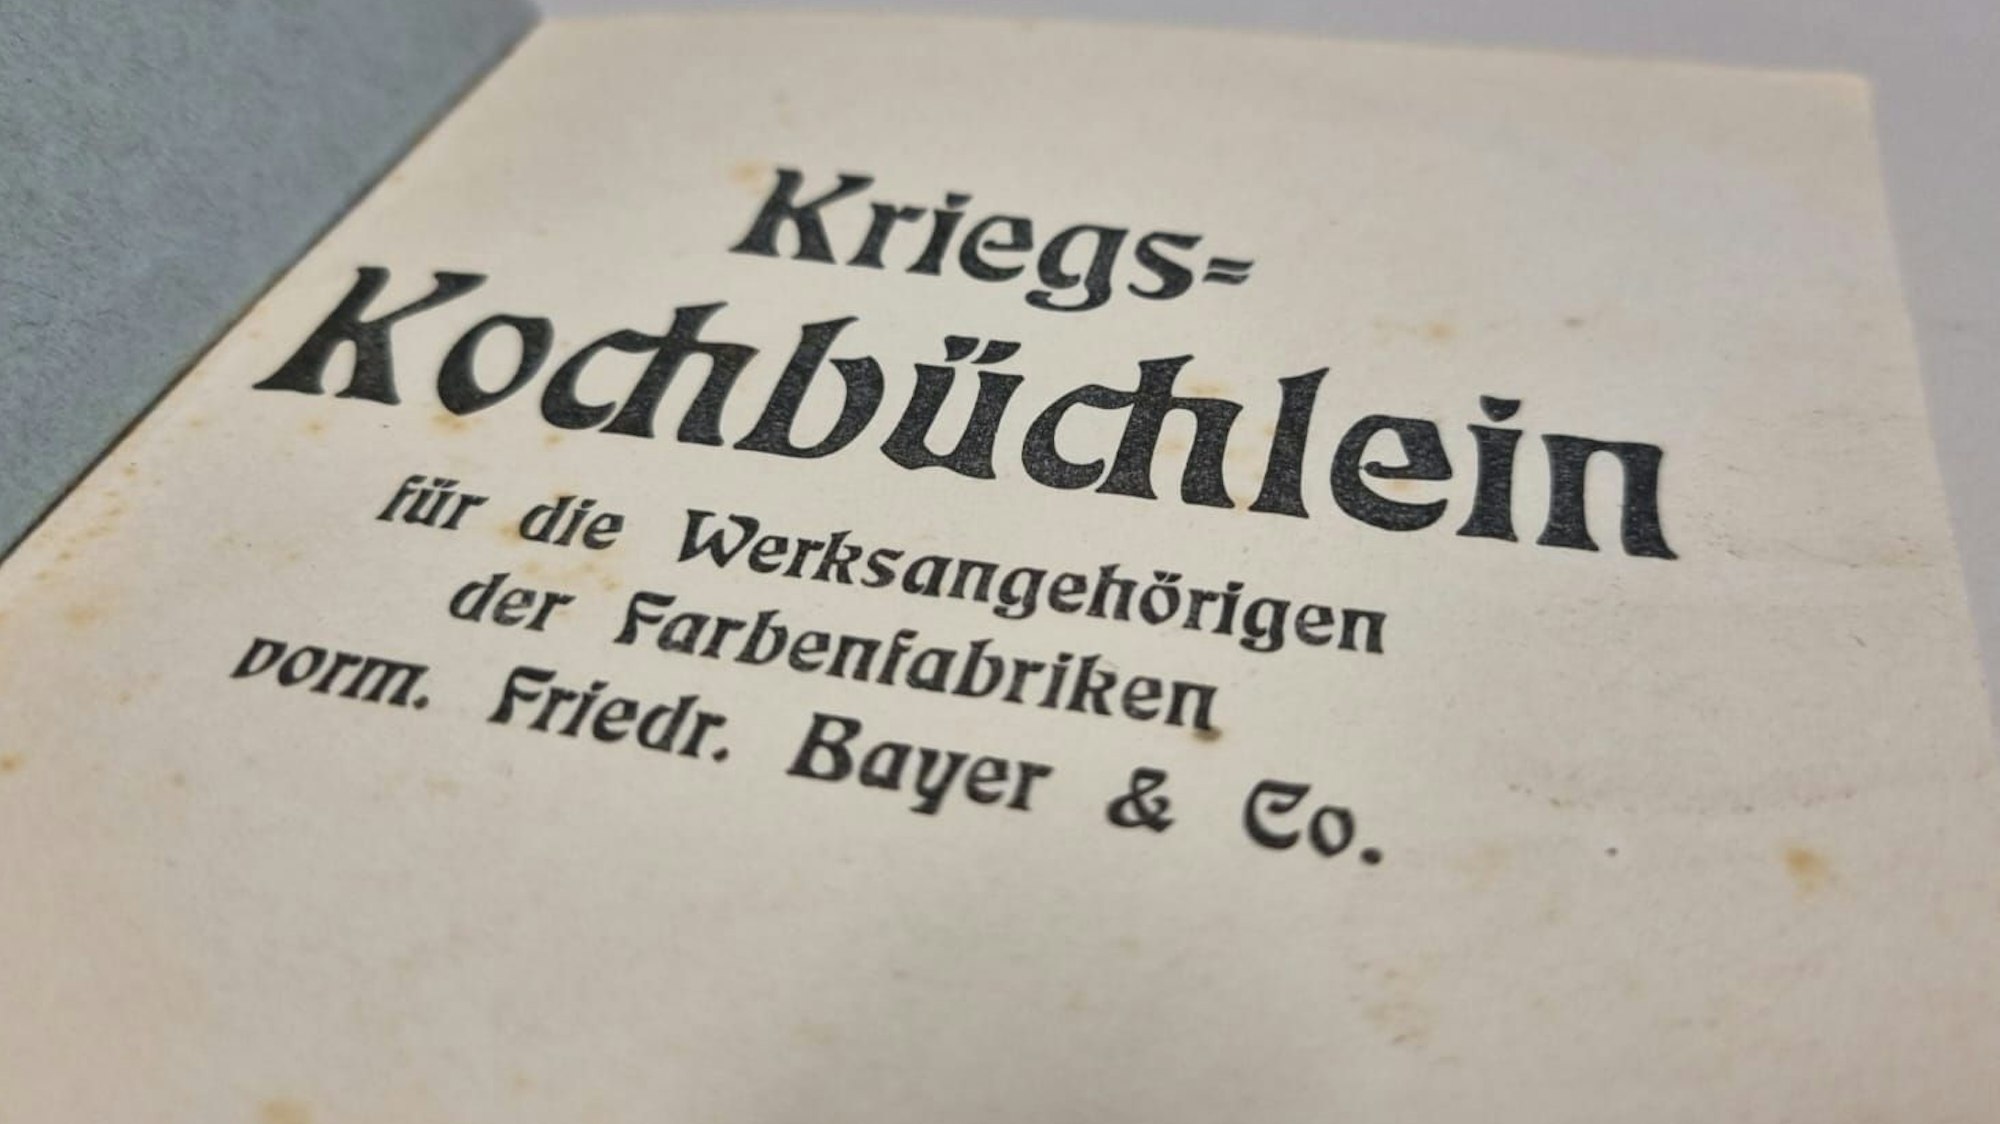 Kriegs=
Kochbüchlein
für die Werksangehörigen
der Farbenfabriken
vorm. Friedr. Bayer & Co.